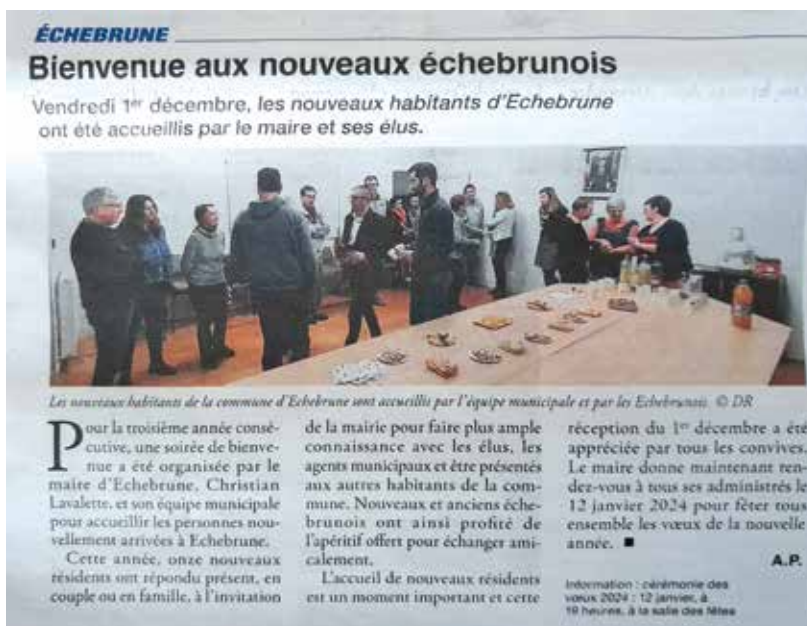 ÉCHEBRUNE
Bienvenue aux nouveaux échebrunois
Vendredi 1er décembre, les nouveaux habitants d'Echebrune
ont été accueillis par le maire et ses élus.
Les nouveaux habitants de la commune d'Echebrune sont accueillis par l'équipe municipale et par les Echebrunois. © DR
Pour la troisième année consé-
cutive, une soirée de bienve-
nue a été organisée par le
maire d'Echebrune, Christian
Lavalette, et son équipe municipale
pour accueillir les personnes nou-
vellement arrivées à Echebrune.
Cette année, onze nouveaux
résidents ont répondu présent, en
couple ou en famille, à l'invitation
de la mairie pour faire plus ample
connaissance avec les élus, les
agents municipaux et être présentés
aux autres habitants de la com-
mune. Nouveaux et anciens éche-
brunois ont ainsi profité de
l'apéritif offert pour échanger ami-
calement.
L'accueil de nouveaux résidents
est un moment important et cette
réception du 1er décembre a été
appréciée par tous les convives.
Le maire donne maintenant ren-
dez-vous à tous ses administrés le
12 janvier 2024 pour fêter tous
ensemble les vœux de la nouvelle
année. ■
A.P.
Information : cérémonie des
vœux 2024 : 12 janvier, à
19 heures, à la salle des fêtes